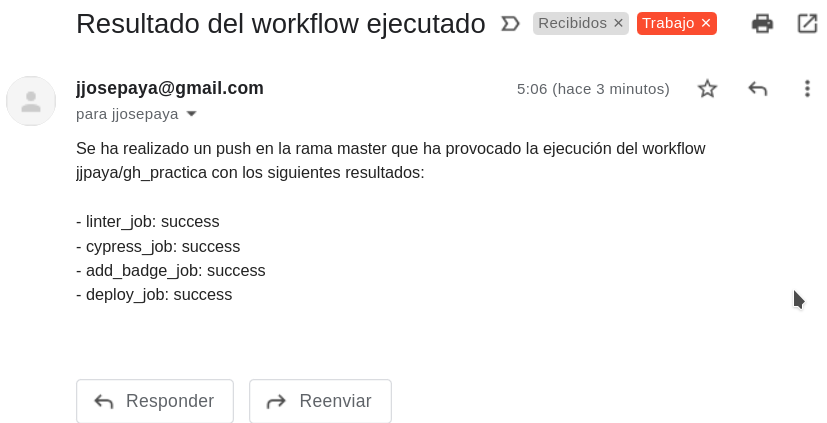 Resultado del workflow ejecutado Recibidos × Trabajo ×
jjosepaya@gmail.com 5:06 (hace 3 minutos)
para jjosepaya
Se ha realizado un push en la rama master que ha provocado la ejecución del workflow
jjpaya/gh_practica con los siguientes resultados:
- linter_job: success
- cypress_job: success
- add_badge_job: success
- deploy_job: success
Responder Reenviar